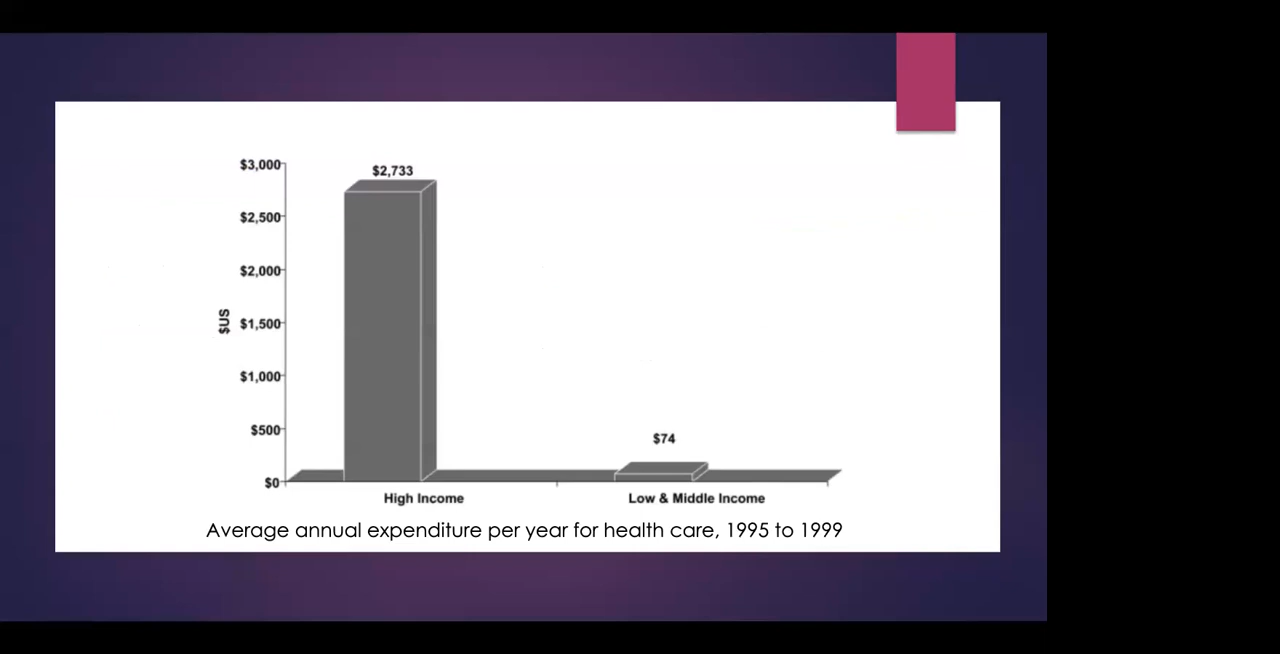 $3,000
$2,733
$2,500
$2,000
$US
$1,500
$1,000
$500
$74
$0
High Income
Low & Middle Income
Average annual expenditure per year for health care, 1995 to 1999